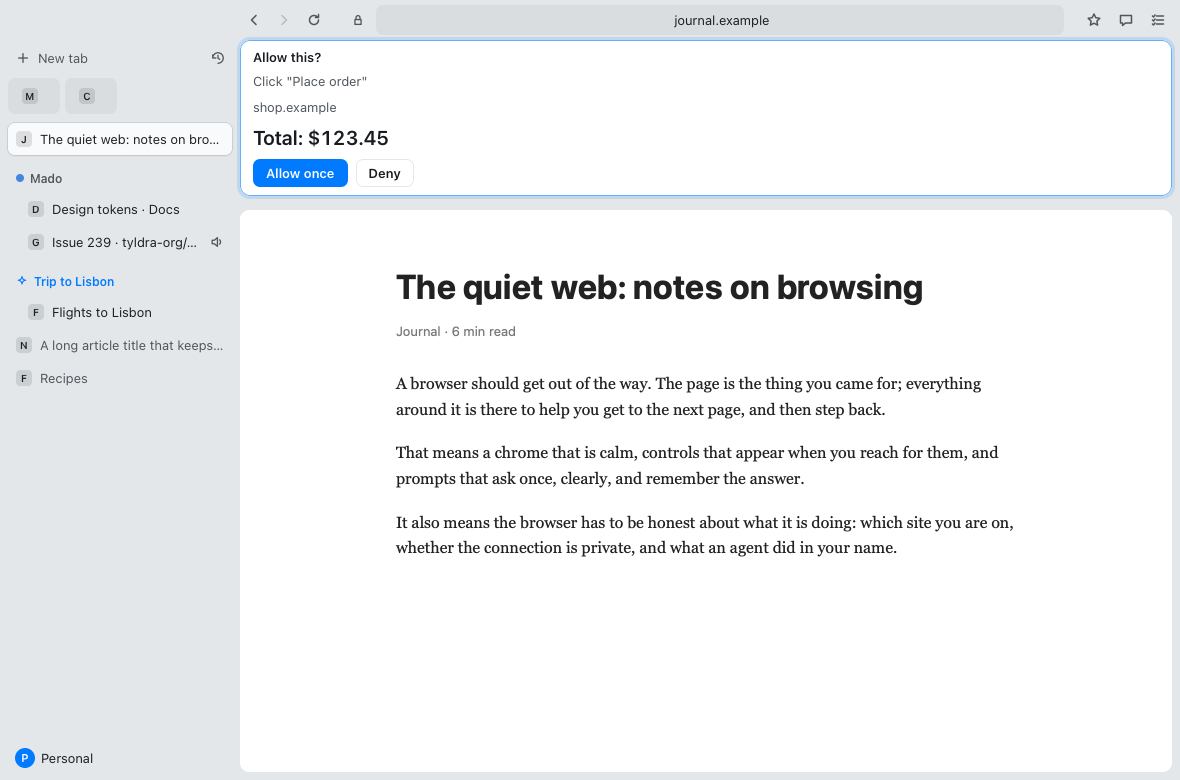 journal.example
New tab
M
C
J The quiet web: notes on bro...
Mado
D Design tokens · Docs
G Issue 239 · tyldra-org/...
Trip to Lisbon
F Flights to Lisbon
N A long article title that keeps...
F Recipes
P Personal
Allow this?
Click "Place order"
shop.example
Total: $123.45
Allow once
Deny
The quiet web: notes on browsing
Journal · 6 min read
A browser should get out of the way. The page is the thing you came for; everything
around it is there to help you get to the next page, and then step back.
That means a chrome that is calm, controls that appear when you reach for them, and
prompts that ask once, clearly, and remember the answer.
It also means the browser has to be honest about what it is doing: which site you are on,
whether the connection is private, and what an agent did in your name.